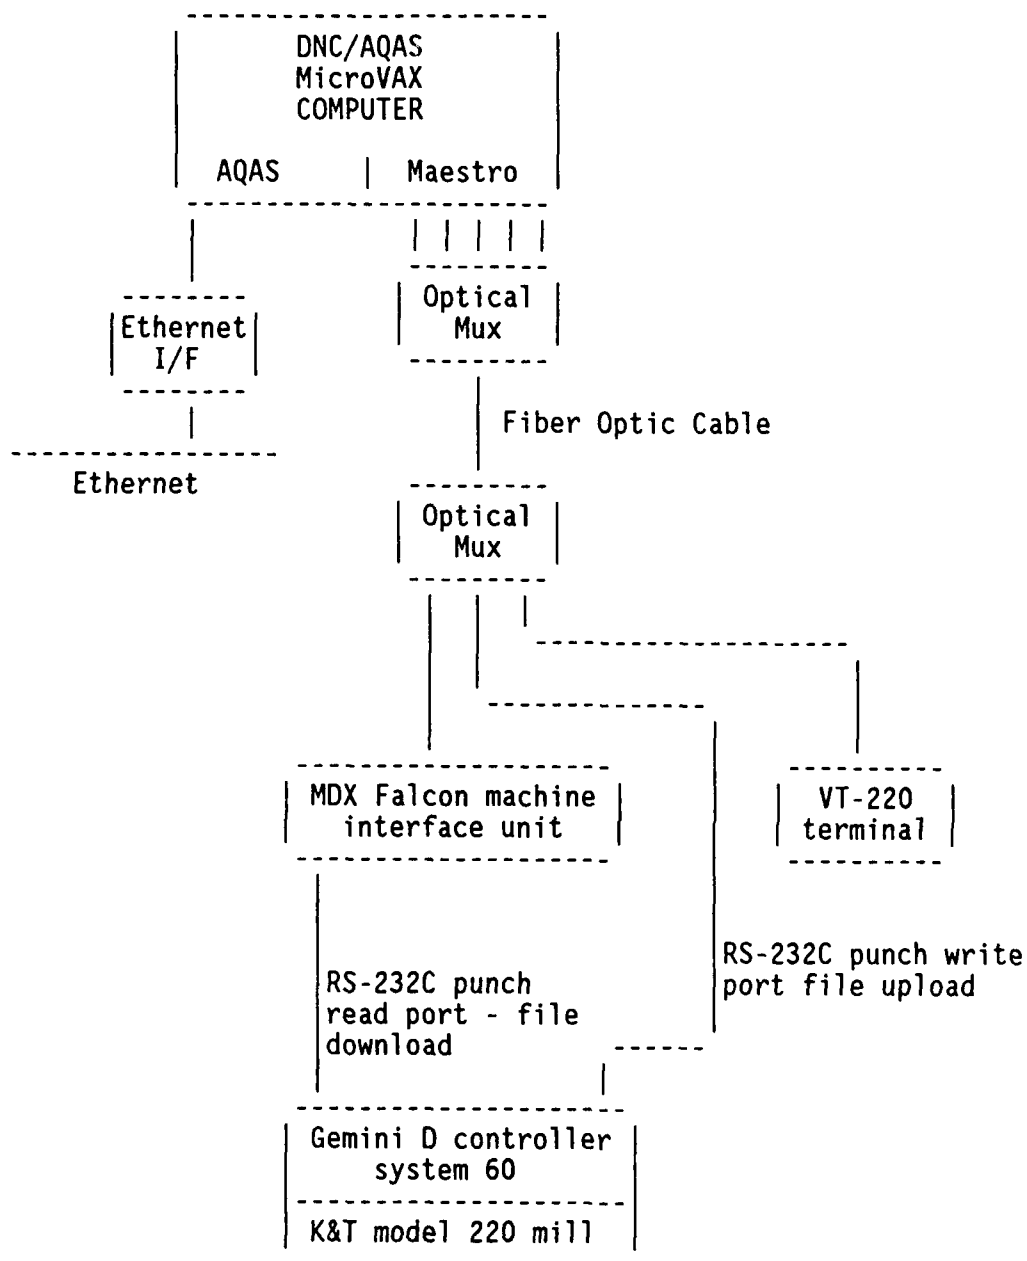 DNC/AQAS
MicroVAX
COMPUTER
AQAS | Maestro
Optical
Mux
Ethernet
I/F
Fiber Optic Cable
Ethernet
Optical
Mux
MDX Falcon machine
interface unit
VT-220
terminal
RS-232C punch write
port file upload
RS-232C punch
read port - file
download
Gemini D controller
system 60
K&T model 220 mill